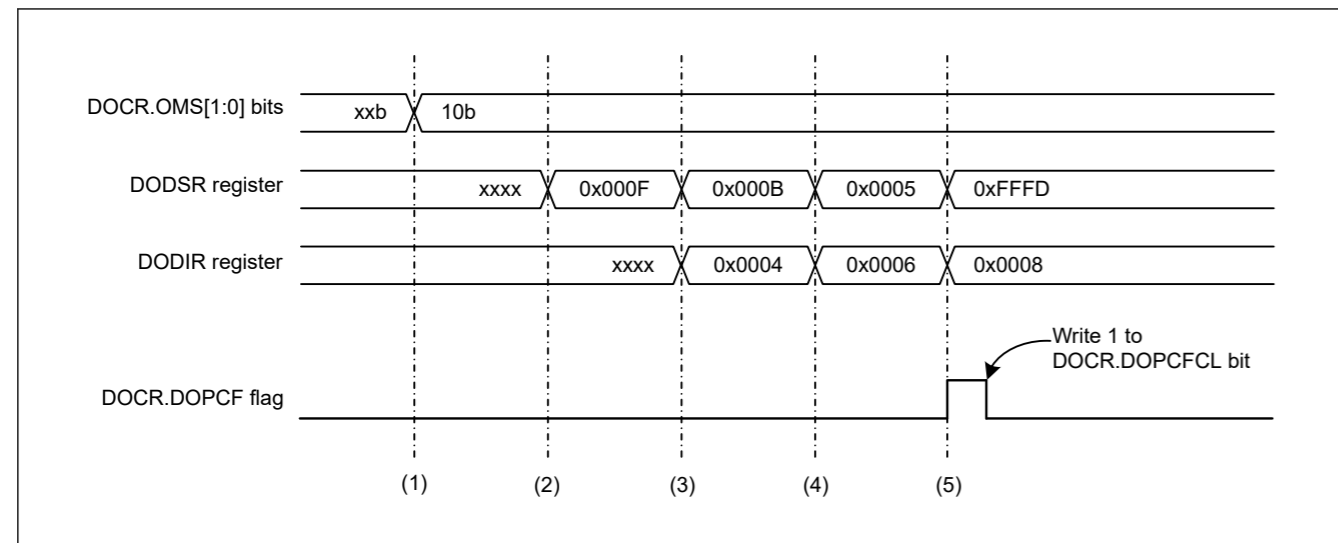 DOCR.OMS[1:0] bits xxb 10b
DODSR register xxxx 0x000F 0x000B 0x0005 0xFFFD
DODIR register xxxx 0x0004 0x0006 0x0008
Write 1 to
DOCR.DOPCFCL bit
DOCR.DOPCF flag
(1) (2) (3) (4) (5)